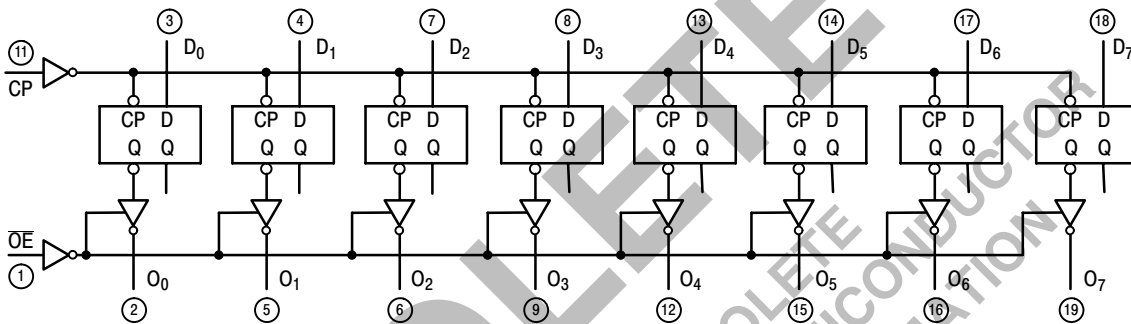 3 4 7 8 13 14 17 18
11 D0 D1 D2 D3 D4 D5 D6 D7
CP
CP D CP D CP D CP D CP D CP D CP D CP D
Q Q Q Q Q Q Q Q Q Q Q Q Q Q Q Q
OE
1 O0 O1 O2 O3 O4 O5 O6 O7
2 5 6 9 12 15 16 19